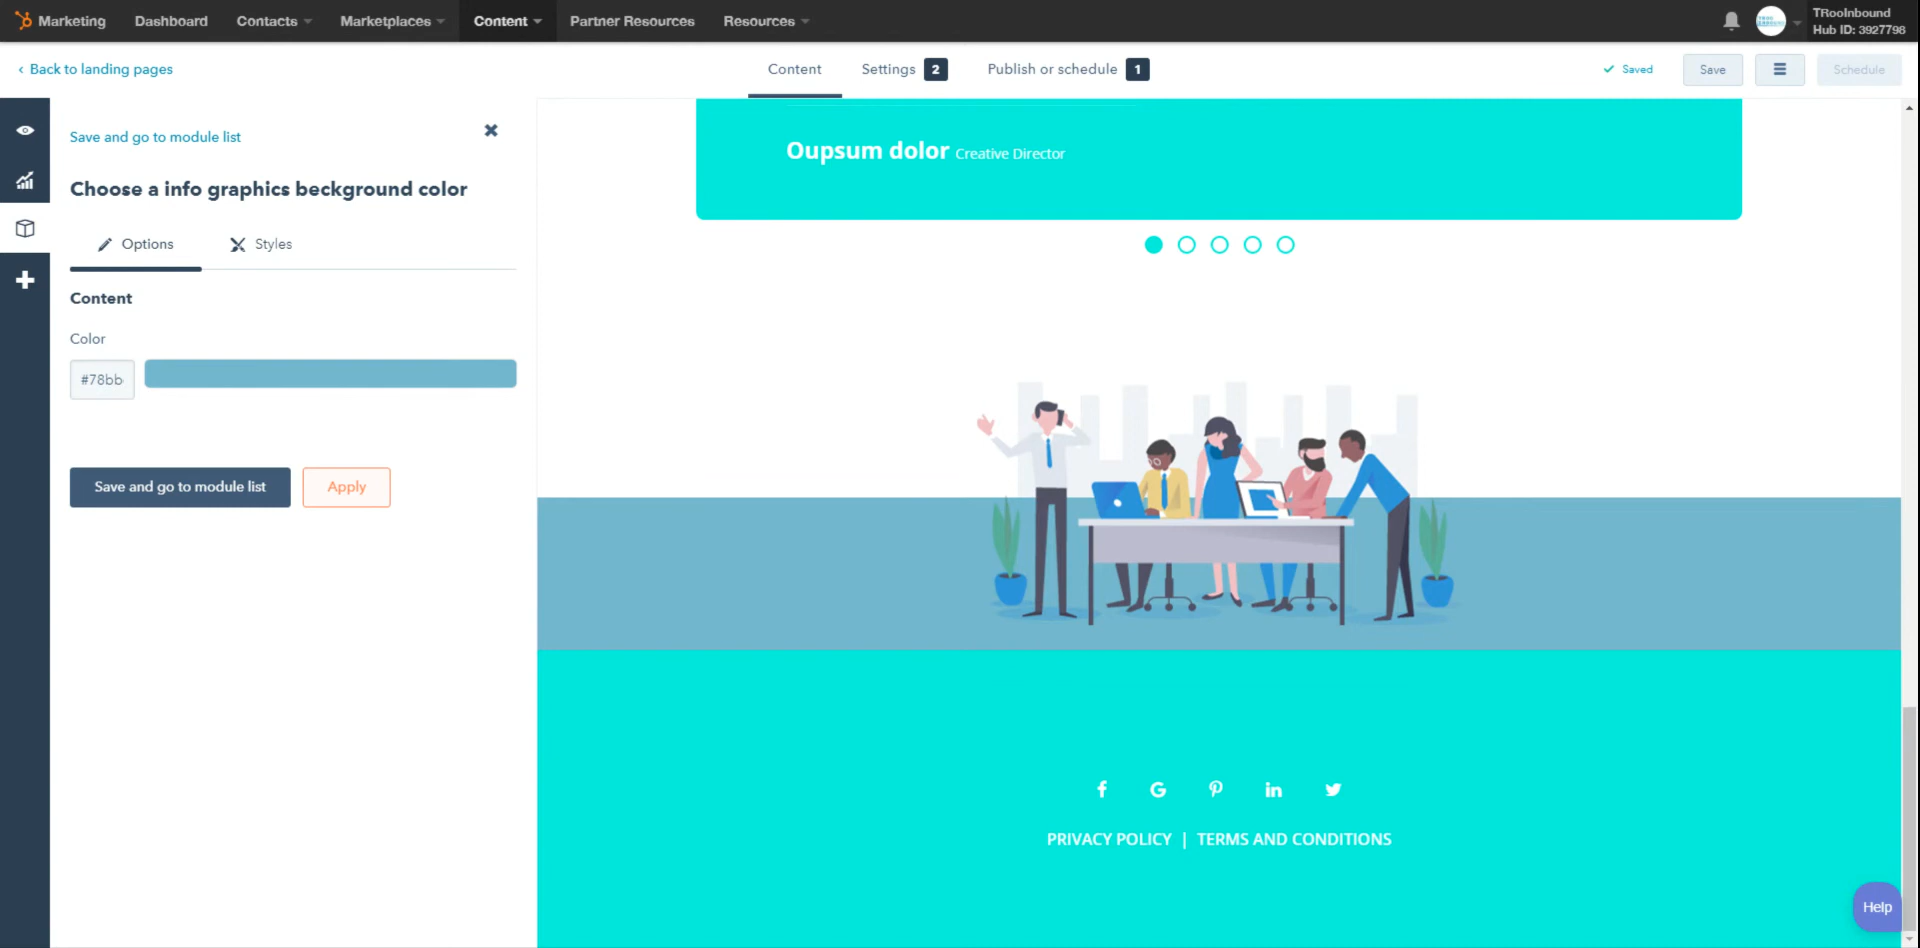 Marketing Dashboard Contacts Marketplaces Content Partner Resources Resources
TRooInbound
Hub ID: 3927798
‹ Back to landing pages
Content Settings 2 Publish or schedule 1
Saved Save Schedule
Save and go to module list
Choose a info graphics beckground color
Options Styles
Content
Color
#78bb
Save and go to module list Apply
Oupsum dolor Creative Director
PRIVACY POLICY | TERMS AND CONDITIONS
Help